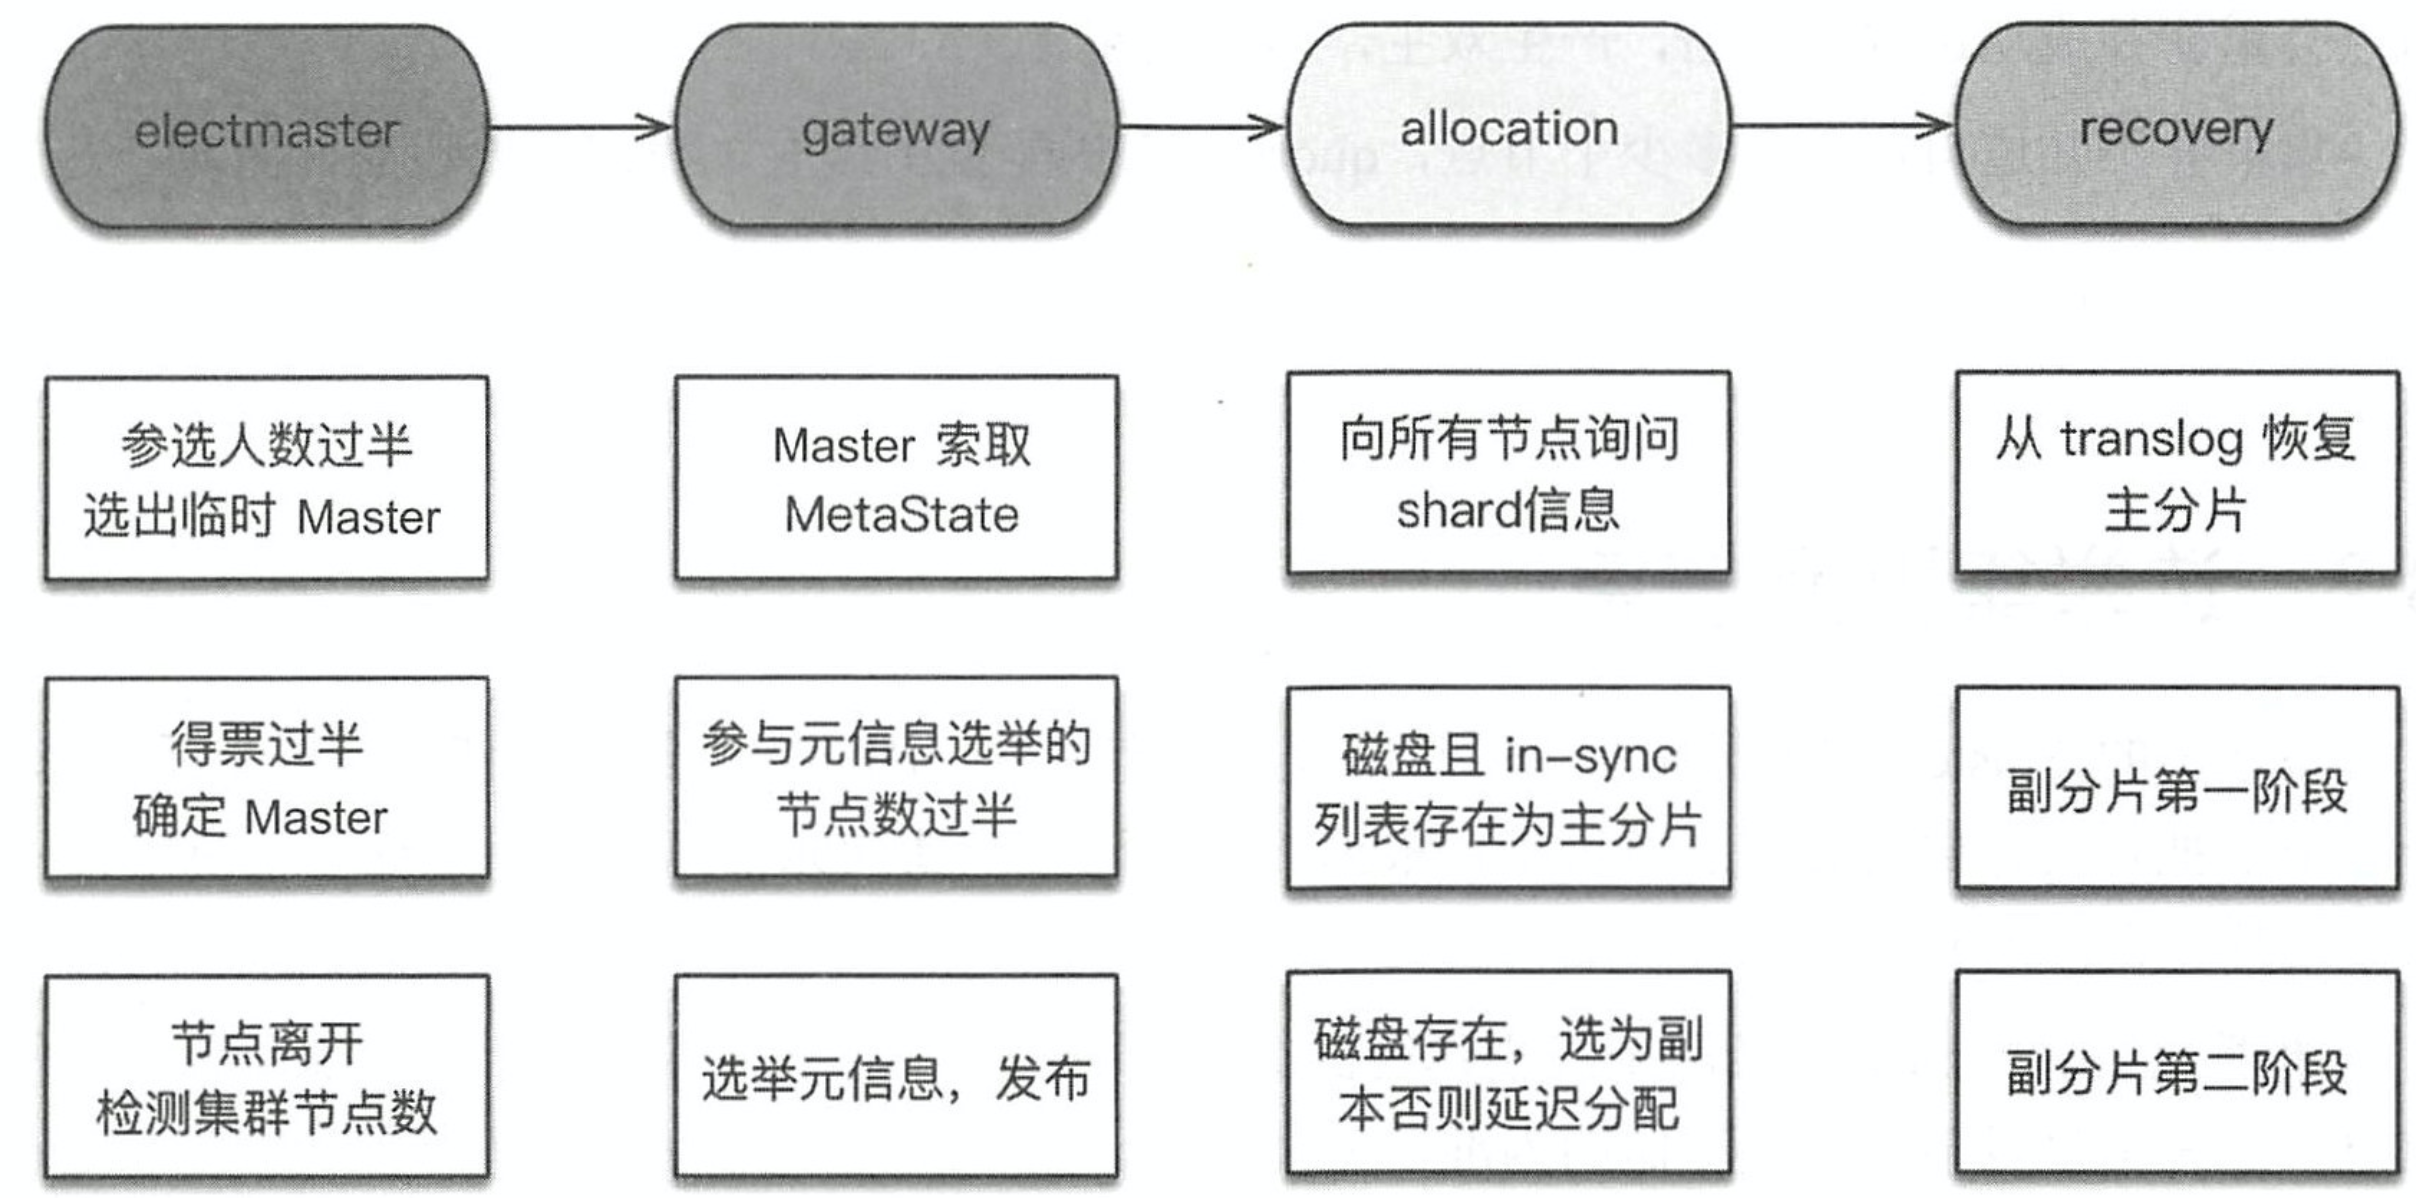 electmaster
gateway
allocation
recovery
参选人数过半
选出临时 Master
Master 索取
MetaState
向所有节点询问
shard信息
从 translog 恢复
主分片
得票过半
确定 Master
参与元信息选举的
节点数过半
磁盘且 in-sync
列表存在为主分片
副分片第一阶段
节点离开
检测集群节点数
选举元信息，发布
磁盘存在，选为副
本否则延迟分配
副分片第二阶段